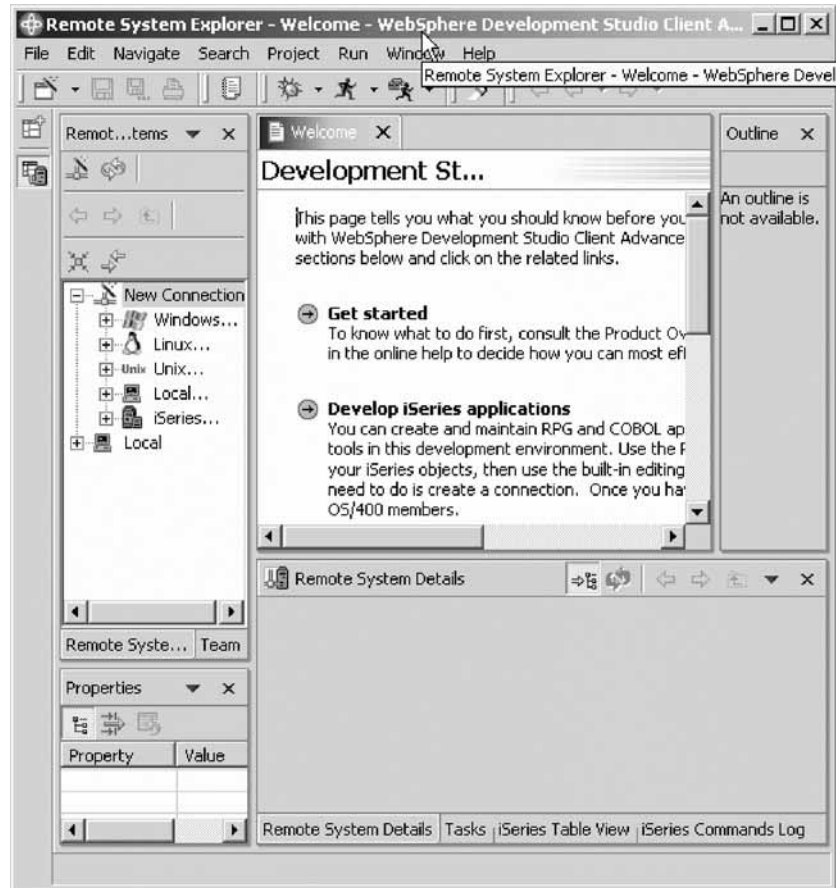 Remote System Explorer - Welcome - WebSphere Development Studio Client A...
File Edit Navigate Search Project Run Window Help
Remote System Explorer - Welcome - WebSphere Devel
Remot...tems
Welcome
Outline
Development St...
An outline is
not available.
This page tells you what you should know before you
with WebSphere Development Studio Client Advance
sections below and click on the related links.
New Connection
Windows...
Linux...
Unix Unix...
Local...
iSeries...
Local
Get started
To know what to do first, consult the Product Ov
in the online help to decide how you can most eff
Develop iSeries applications
You can create and maintain RPG and COBOL ap
tools in this development environment. Use the
your iSeries objects, then use the built-in editing
need to do is create a connection. Once you ha
OS/400 members.
Remote System Details
Remote Syste... Team
Properties
Property Value
Remote System Details Tasks iSeries Table View iSeries Commands Log